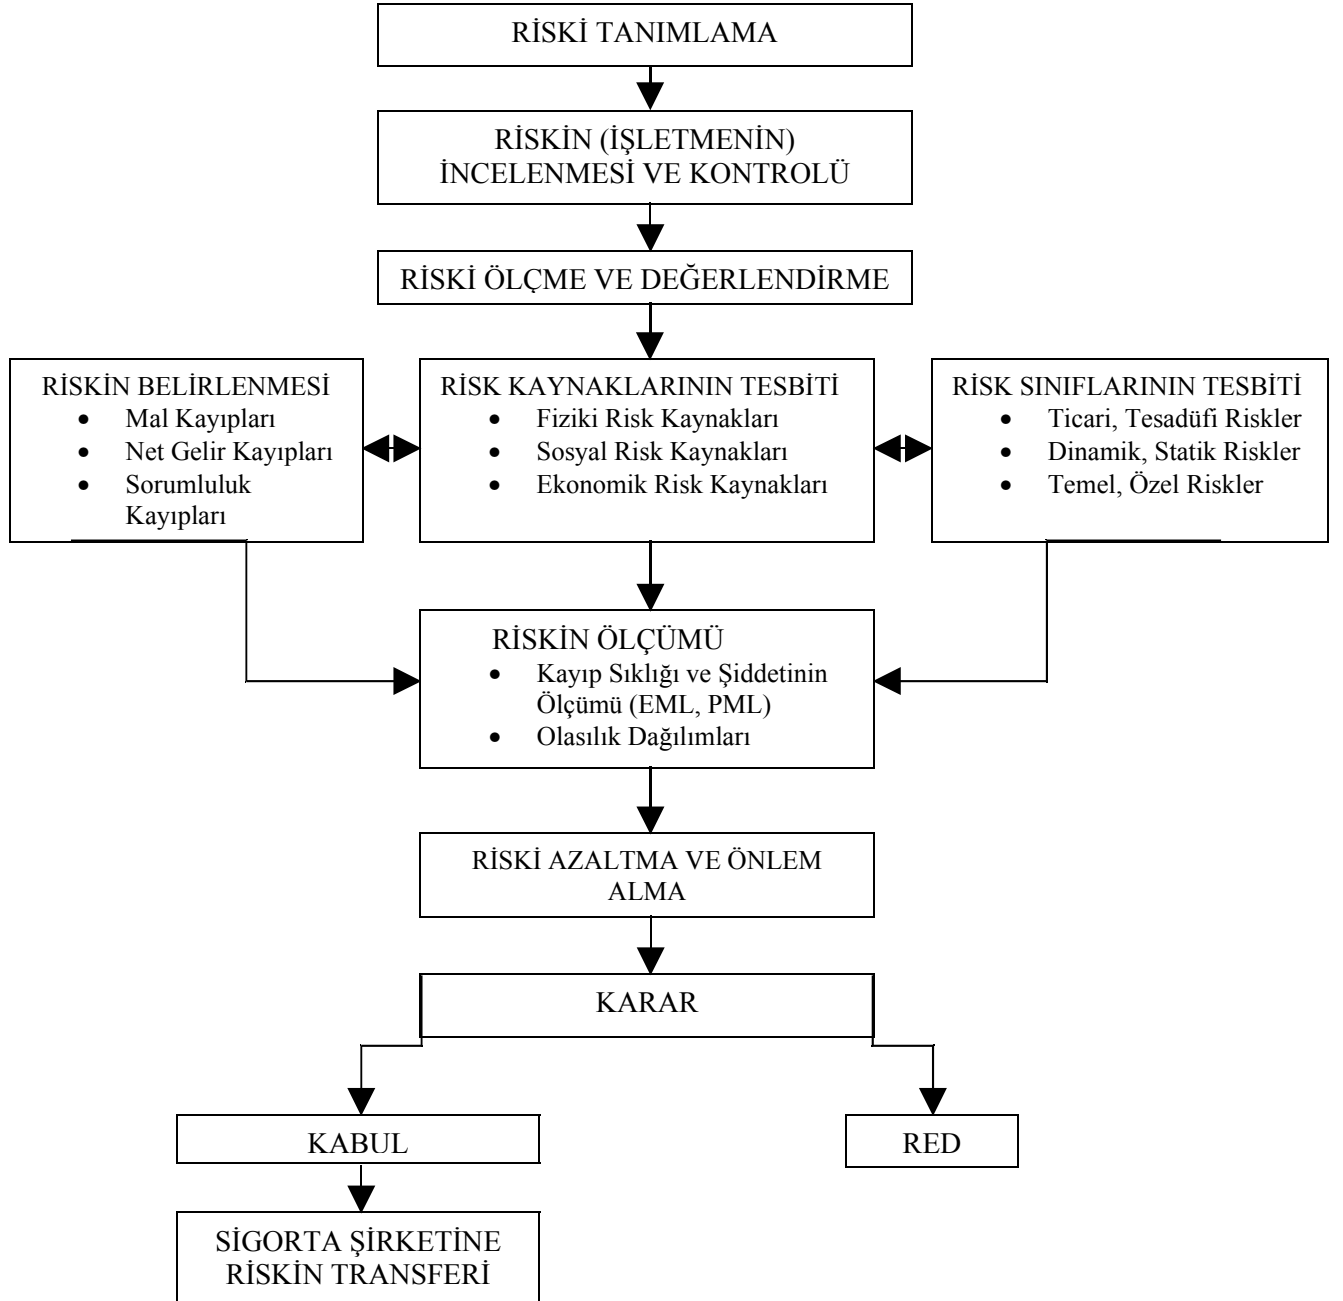 RİSKİ TANIMLAMA
RİSKİN (İŞLETMENİN)
İNCELENMESİ VE KONTROLÜ
RİSKİ ÖLÇME VE DEĞERLENDİRME
RİSKİN BELİRLENMESİ
• Mal Kayıpları
• Net Gelir Kayıpları
• Sorumluluk
Kayıpları
RİSK KAYNAKLARININ TESBİTİ
• Fiziki Risk Kaynakları
• Sosyal Risk Kaynakları
• Ekonomik Risk Kaynakları
RİSK SINIFLARININ TESBİTİ
• Ticari, Tesadüfi Riskler
• Dinamik, Statik Riskler
• Temel, Özel Riskler
RİSKİN ÖLÇÜMÜ
• Kayıp Sıklığı ve Şiddetinin
Ölçümü (EML, PML)
• Olasılık Dağılımları
RİSKİ AZALTMA VE ÖNLEM
ALMA
KARAR
KABUL
RED
SİGORTA ŞİRKETİNE
RİSKİN TRANSFERİ